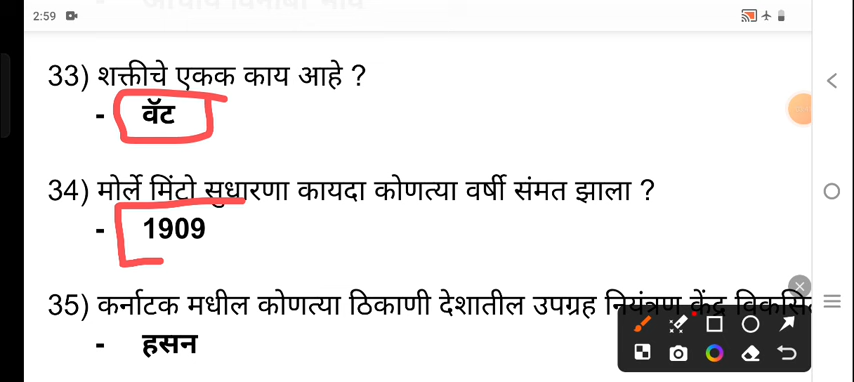 2:59
33) शक्तीचे एकक काय आहे ?
- वॅट
34) मोर्ले मिंटो सुधारणा कायदा कोणत्या वर्षी संमत झाला ?
- 1909
35) कर्नाटक मधील कोणत्या ठिकाणी देशातील उपग्रह नियंत्रण केंद्र
- हसन